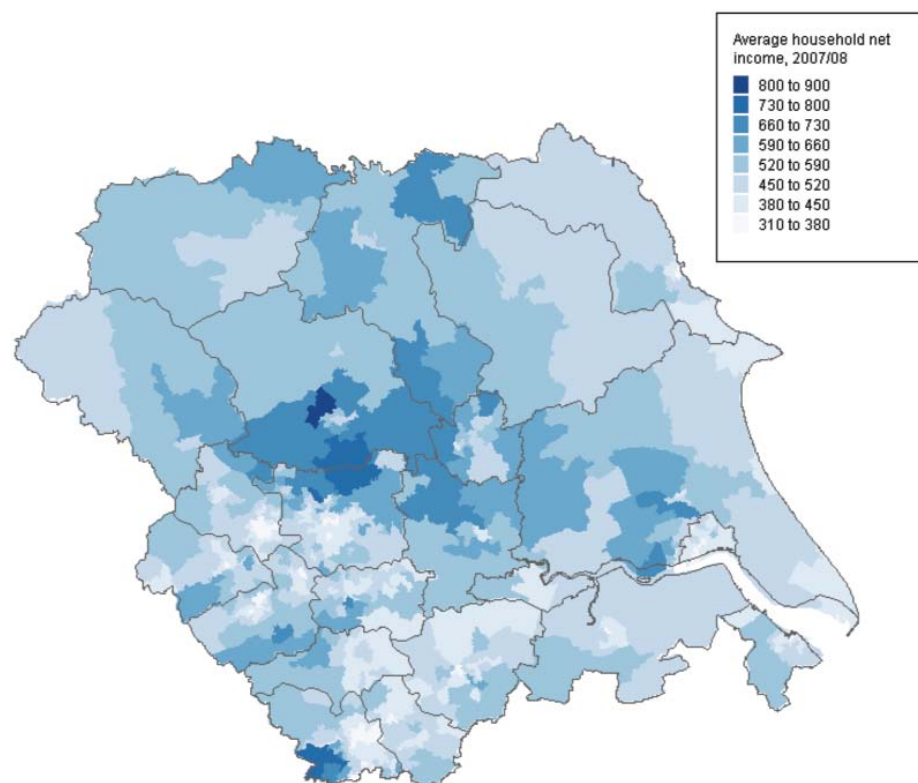 Average household net
income, 2007/08
800 to 900
730 to 800
660 to 730
590 to 660
520 to 590
450 to 520
380 to 450
310 to 380